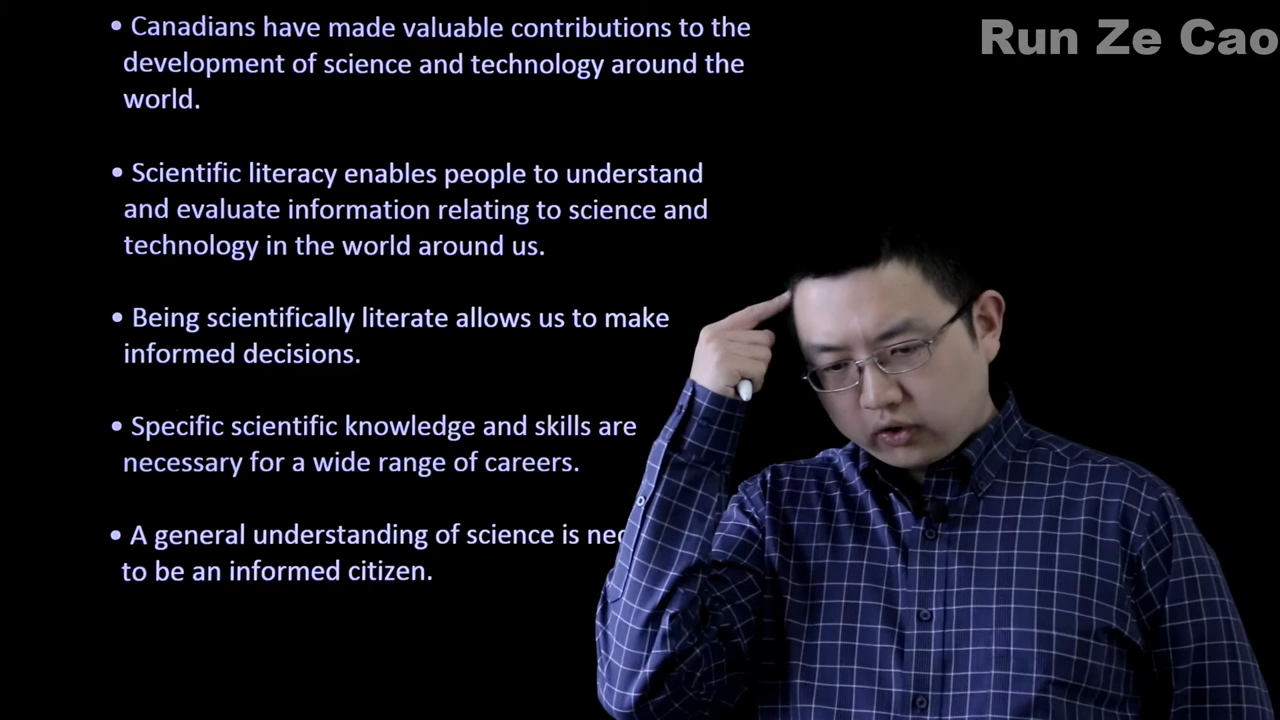 • Canadians have made valuable contributions to the
development of science and technology around the
world.
• Scientific literacy enables people to understand
and evaluate information relating to science and
technology in the world around us.
• Being scientifically literate allows us to make
informed decisions.
• Specific scientific knowledge and skills are
necessary for a wide range of careers.
• A general understanding of science is
to be an informed citizen.
Run Ze Cao